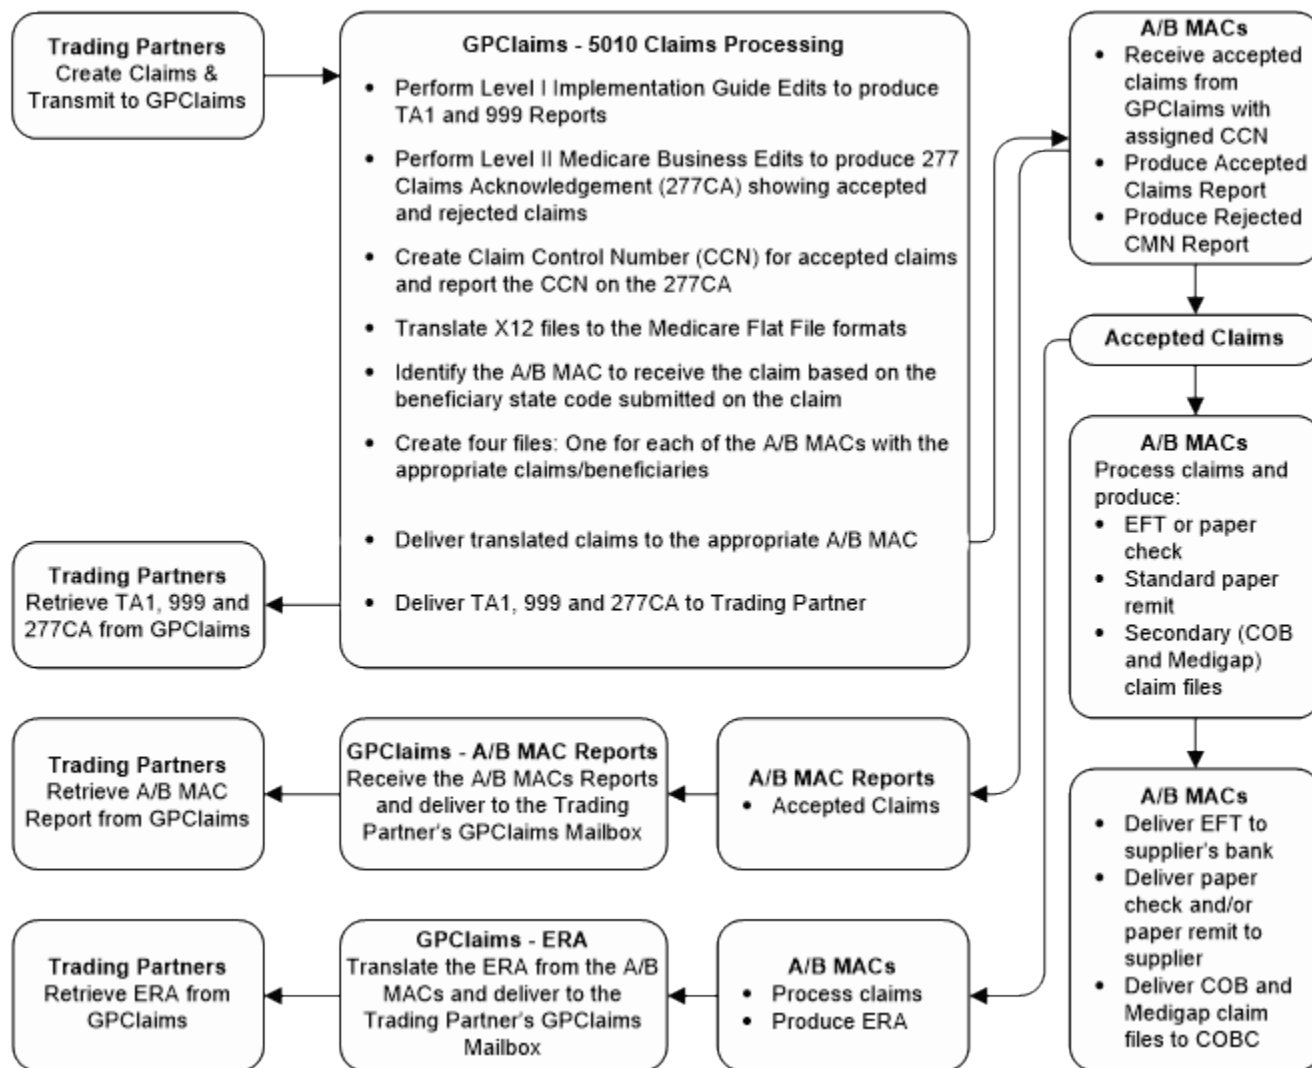 Trading Partners
Create Claims &
Transmit to GPClaims
GPClaims - 5010 Claims Processing
• Perform Level I Implementation Guide Edits to produce
TA1 and 999 Reports
• Perform Level II Medicare Business Edits to produce 277
Claims Acknowledgement (277CA) showing accepted
and rejected claims
• Create Claim Control Number (CCN) for accepted claims
and report the CCN on the 277CA
• Translate X12 files to the Medicare Flat File formats
• Identify the A/B MAC to receive the claim based on the
beneficiary state code submitted on the claim
• Create four files: One for each of the A/B MACs with the
appropriate claims/beneficiaries
• Deliver translated claims to the appropriate A/B MAC
• Deliver TA1, 999 and 277CA to Trading Partner
A/B MACs
• Receive accepted
claims from
GPClaims with
assigned CCN
• Produce Accepted
Claims Report
• Produce Rejected
CMN Report
Accepted Claims
A/B MACs
Process claims and
produce:
• EFT or paper
check
• Standard paper
remit
• Secondary (COB
and Medigap)
claim files
A/B MACs
• Deliver EFT to
supplier's bank
• Deliver paper
check and/or
paper remit to
supplier
• Deliver COB and
Medigap claim
files to COBC
Trading Partners
Retrieve TA1, 999 and
277CA from GPClaims
Trading Partners
Retrieve A/B MAC
Report from GPClaims
GPClaims - A/B MAC Reports
Receive the A/B MACs Reports
and deliver to the Trading
Partner's GPClaims Mailbox
A/B MAC Reports
• Accepted Claims
Trading Partners
Retrieve ERA from
GPClaims
GPClaims - ERA
Translate the ERA from the A/B
MACs and deliver to the
Trading Partner's GPClaims
Mailbox
A/B MACs
• Process claims
• Produce ERA